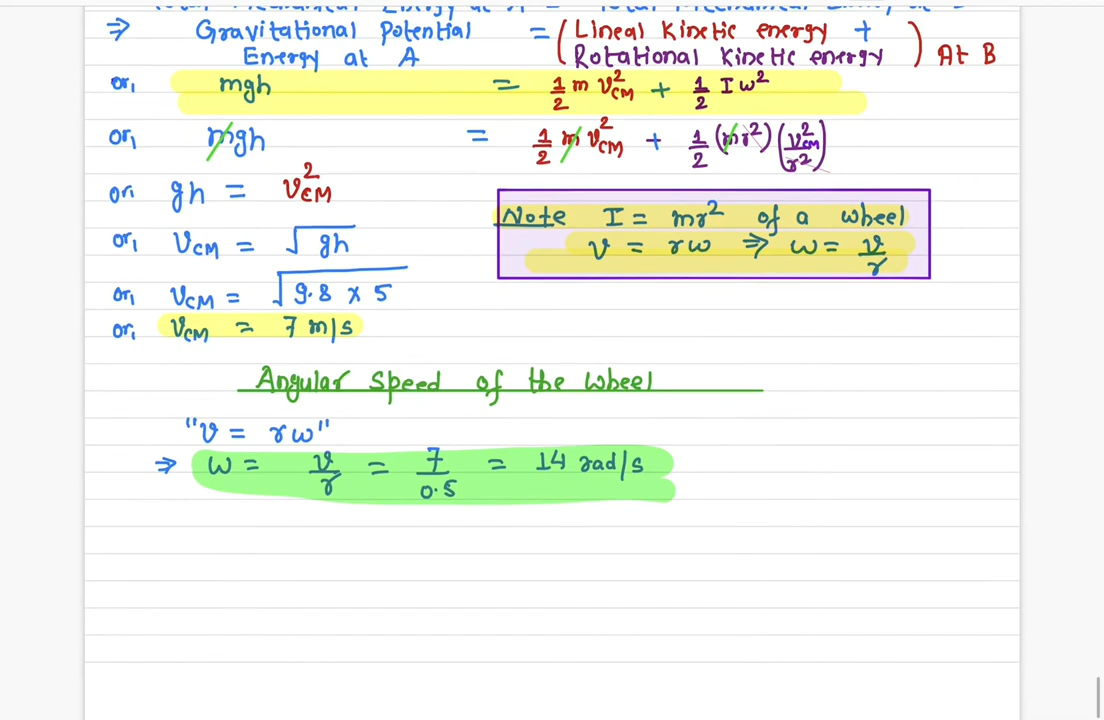 ⇒ Gravitational Potential = ( Lineal Kinetic energy +
Energy at A Rotational Kinetic energy ) At B
or, mgh = 1/2 m v²CM + 1/2 I ω²
or, mgh = 1/2 m v²CM + 1/2 (mr²) (v²CM/r²)
or, gh = v²CM
or, vCM = √gh
or, vCM = √9.8 x 5
or, vCM = 7 m/s
Note I = mr² of a wheel
v = rω ⇒ ω = v/r
Angular speed of the wheel
"v = rω"
⇒ ω = v/r = 7/0.5 = 14 rad/s